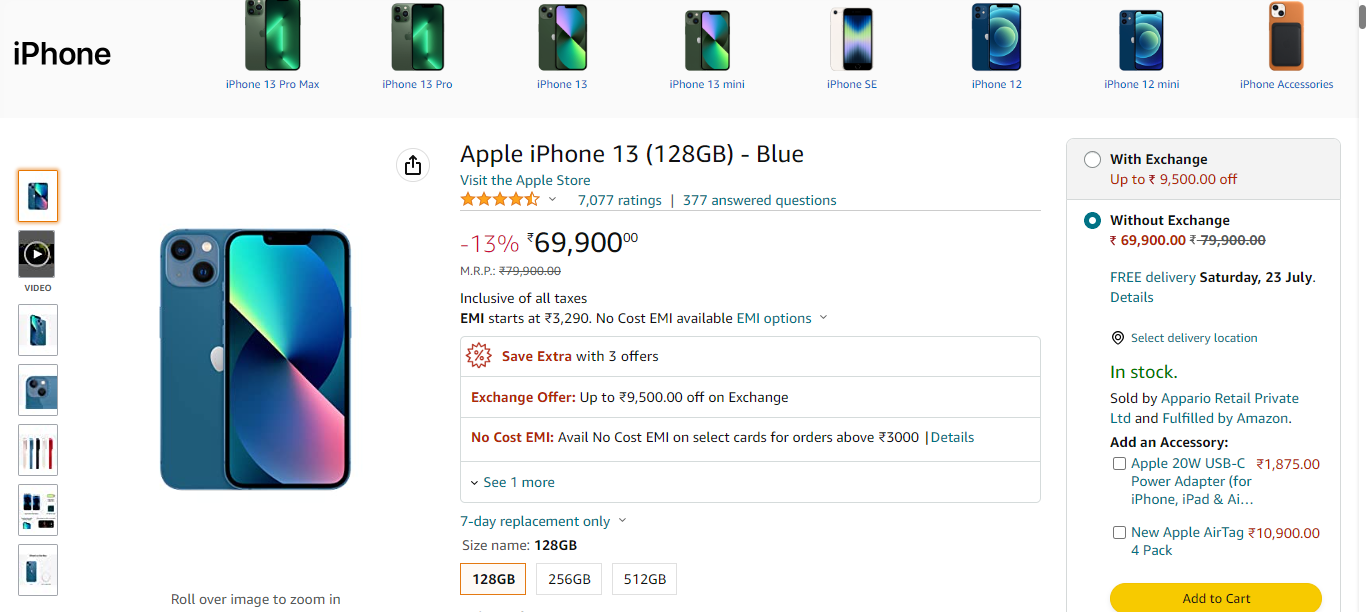 iPhone
iPhone 13 Pro Max
iPhone 13 Pro
iPhone 13
iPhone 13 mini
iPhone SE
iPhone 12
iPhone 12 mini
iPhone Accessories
VIDEO
Roll over image to zoom in
Apple iPhone 13 (128GB) - Blue
Visit the Apple Store
7,077 ratings | 377 answered questions
-13% ₹69,90000
M.R.P.: ₹79,900.00
Inclusive of all taxes
EMI starts at ₹3,290. No Cost EMI available EMI options
Save Extra with 3 offers
Exchange Offer: Up to ₹9,500.00 off on Exchange
No Cost EMI: Avail No Cost EMI on select cards for orders above ₹3000 |Details
See 1 more
7-day replacement only
Size name: 128GB
128GB
256GB
512GB
With Exchange
Up to ₹ 9,500.00 off
Without Exchange
₹ 69,900.00 ₹ 79,900.00
FREE delivery Saturday, 23 July.
Details
Select delivery location
In stock.
Sold by Appario Retail Private
Ltd and Fulfilled by Amazon.
Add an Accessory:
Apple 20W USB-C ₹1,875.00
Power Adapter (for
iPhone, iPad & Ai…
New Apple AirTag ₹10,900.00
4 Pack
Add to Cart